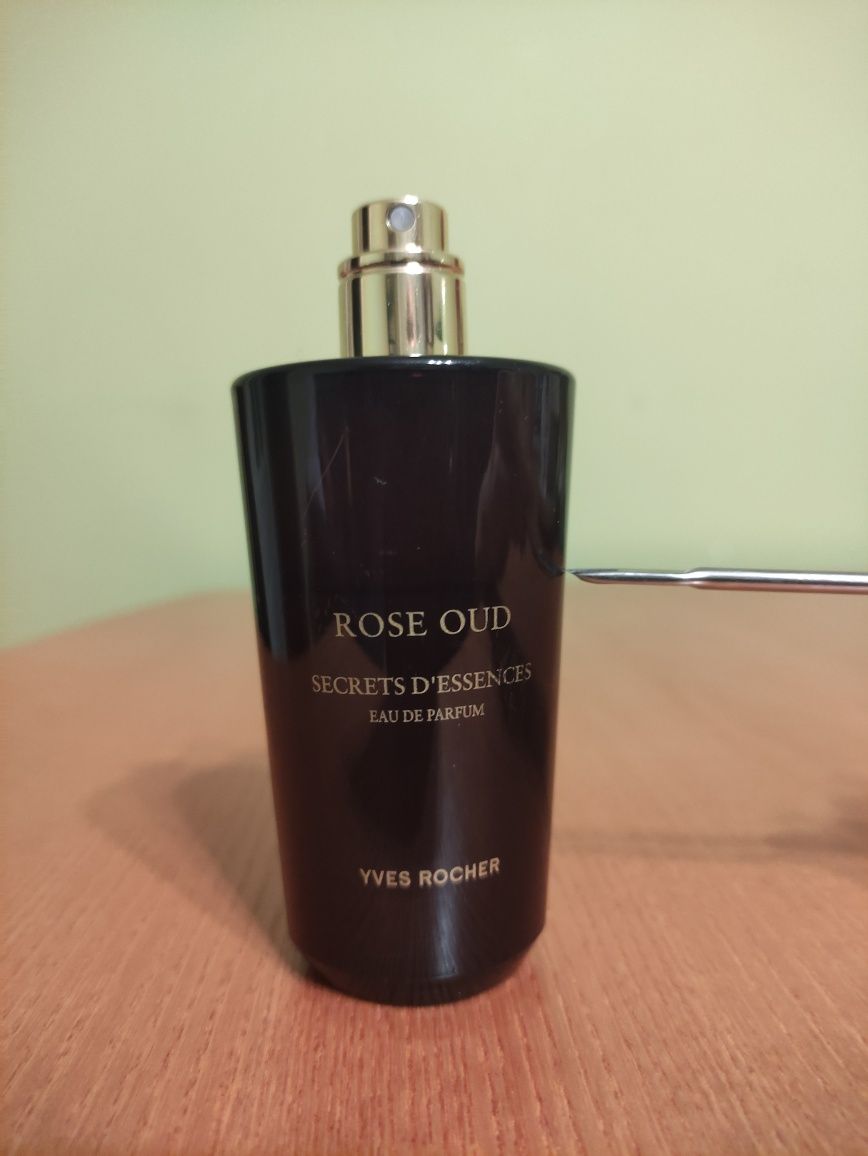 ROSE OUD
SECRETS D'ESSENCES
EAU DE PARFUM
YVES ROCHER